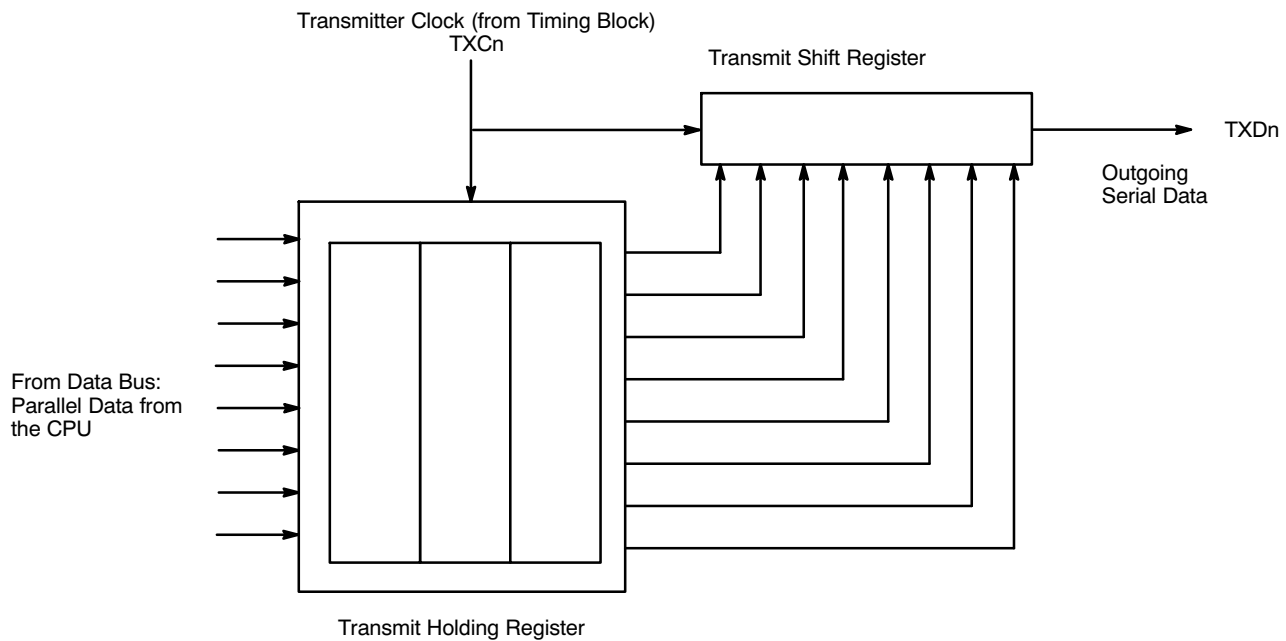 Transmitter Clock (from Timing Block)
TXCn
Transmit Shift Register
TXDn
Outgoing
Serial Data
From Data Bus:
Parallel Data from
the CPU
Transmit Holding Register